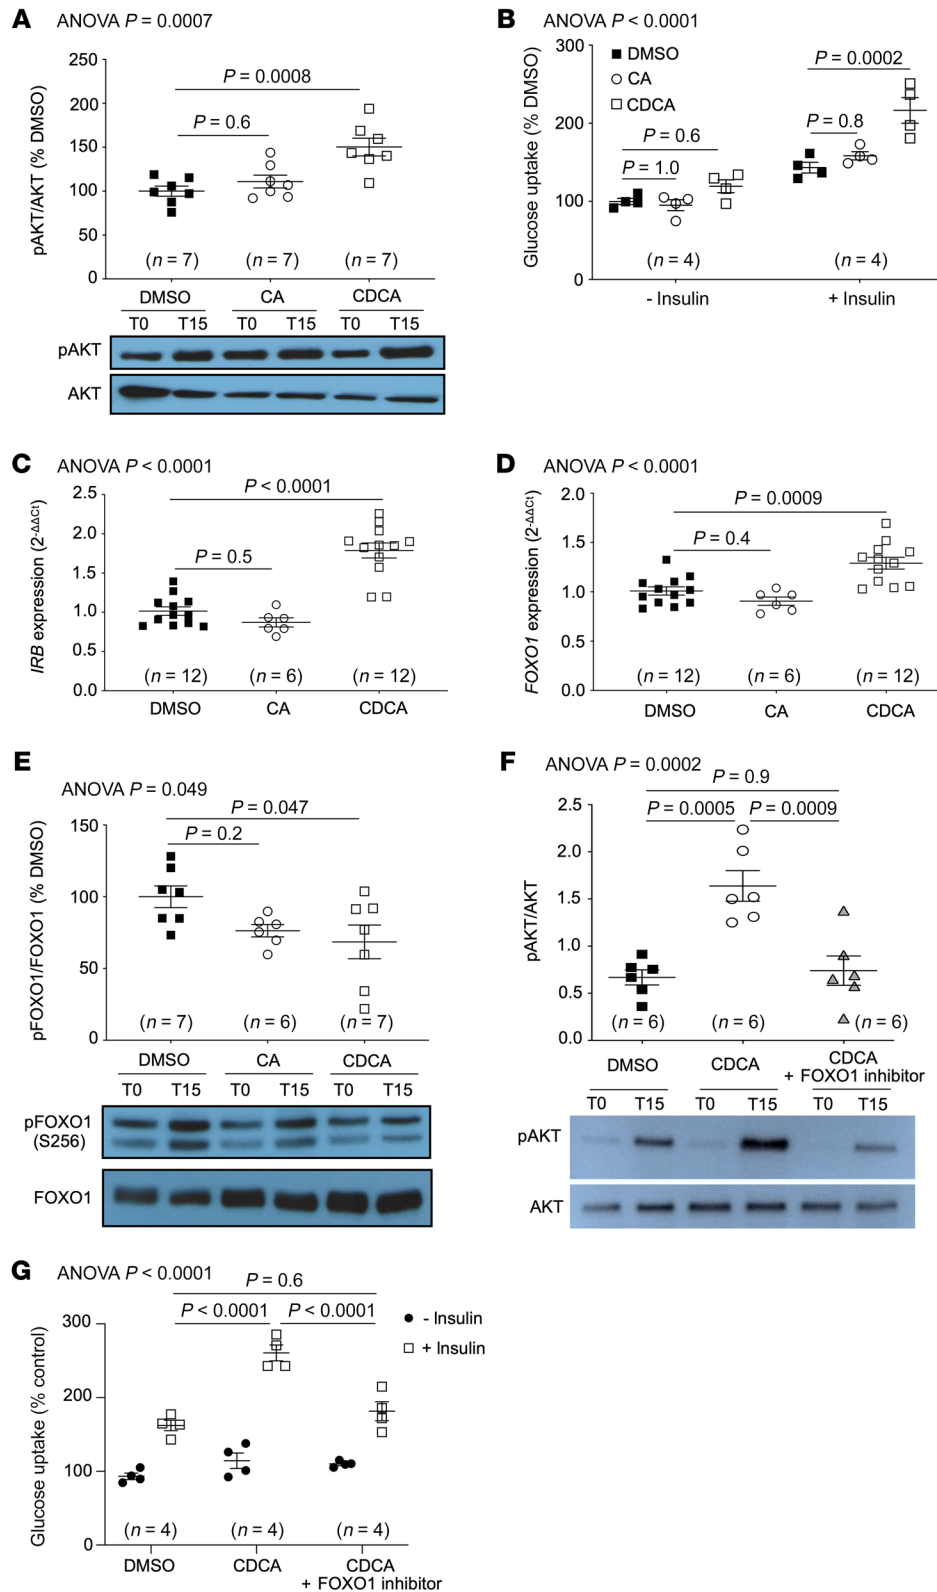 A ANOVA P = 0.0007
pAKT/AKT (% DMSO)
250
200
150
100
50
0
P = 0.0008
P = 0.6
(n = 7) (n = 7) (n = 7)
DMSO CA CDCA
T0 T15 T0 T15 T0 T15
pAKT
AKT
B ANOVA P < 0.0001
Glucose uptake (% DMSO)
300
200
100
0
DMSO
CA
CDCA
P = 0.0002
P = 0.8
P = 0.6
P = 1.0
(n = 4) (n = 4)
- Insulin + Insulin
C ANOVA P < 0.0001
IRB expression (2-ΔΔCt)
2.5
2.0
1.5
1.0
0.5
0.0
P < 0.0001
P = 0.5
(n = 12) (n = 6) (n = 12)
DMSO CA CDCA
D ANOVA P < 0.0001
FOXO1 expression (2-ΔΔCt)
2.0
1.5
1.0
0.5
0.0
P = 0.0009
P = 0.4
(n = 12) (n = 6) (n = 12)
DMSO CA CDCA
E ANOVA P = 0.049
pFOXO1/FOXO1 (% DMSO)
150
100
50
0
P = 0.047
P = 0.2
(n = 7) (n = 6) (n = 7)
DMSO CA CDCA
T0 T15 T0 T15 T0 T15
pFOXO1
(S256)
FOXO1
F ANOVA P = 0.0002
pAKT/AKT
2.5
2.0
1.5
1.0
0.5
0.0
P = 0.9
P = 0.0005 P = 0.0009
(n = 6) (n = 6) (n = 6)
DMSO CDCA CDCA
+ FOXO1 inhibitor
T0 T15 T0 T15 T0 T15
pAKT
AKT
G ANOVA P < 0.0001
Glucose uptake (% control)
300
200
100
0
P = 0.6
P < 0.0001 P < 0.0001
- Insulin
+ Insulin
(n = 4) (n = 4) (n = 4)
DMSO CDCA CDCA
+ FOXO1 inhibitor